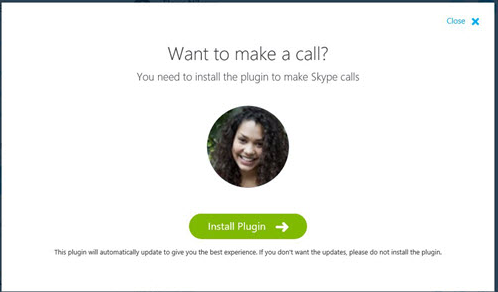 Close
Want to make a call?
You need to install the plugin to make Skype calls
Install Plugin
This plugin will automatically update to give you the best experience. If you don't want the updates, please do not install the plugin.